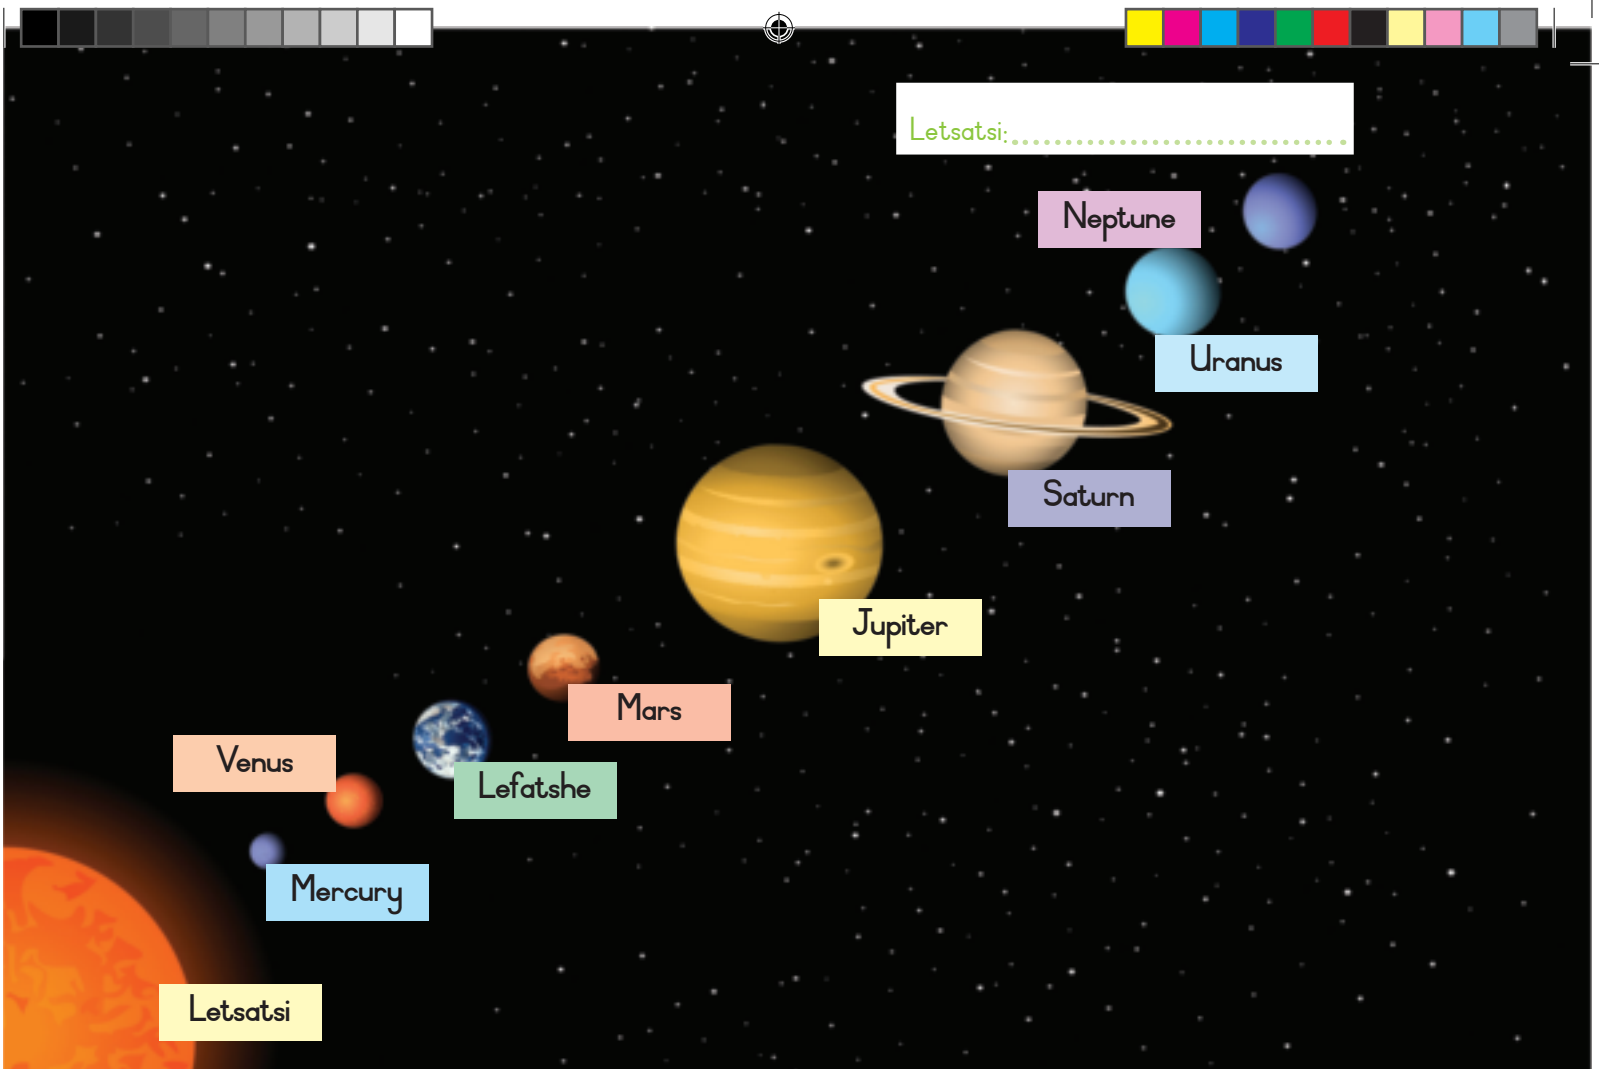 Letsatsi:..............................
Neptune
Uranus
Saturn
Jupiter
Mars
Venus
Lefatshe
Mercury
Letsatsi